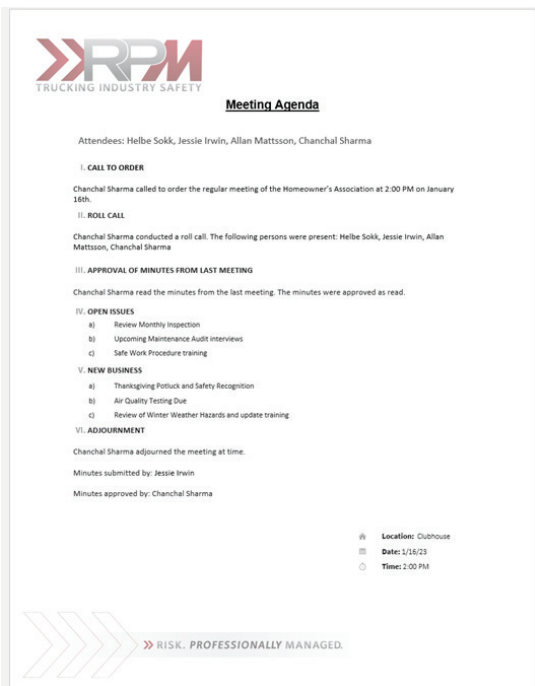 RPM
TRUCKING INDUSTRY SAFETY
Meeting Agenda
Attendees: Helbe Sokk, Jessie Irwin, Allan Mattsson, Chanchal Sharma
I. CALL TO ORDER
Chanchal Sharma called to order the regular meeting of the Homeowner's Association at 2:00 PM on January
16th.
II. ROLL CALL
Chanchal Sharma conducted a roll call. The following persons were present: Helbe Sokk, Jessie Irwin, Allan
Mattsson, Chanchal Sharma
III. APPROVAL OF MINUTES FROM LAST MEETING
Chanchal Sharma read the minutes from the last meeting. The minutes were approved as read.
IV. OPEN ISSUES
a) Review Monthly Inspection
b) Upcoming Maintenance Audit interviews
c) Safe Work Procedure training
V. NEW BUSINESS
a) Thanksgiving Potluck and Safety Recognition
b) Air Quality Testing Due
c) Review of Winter Weather Hazards and update training
VI. ADJOURNMENT
Chanchal Sharma adjourned the meeting at time.
Minutes submitted by: Jessie Irwin
Minutes approved by: Chanchal Sharma
Location: Clubhouse
Date: 1/16/23
Time: 2:00 PM
RISK. PROFESSIONALLY MANAGED.